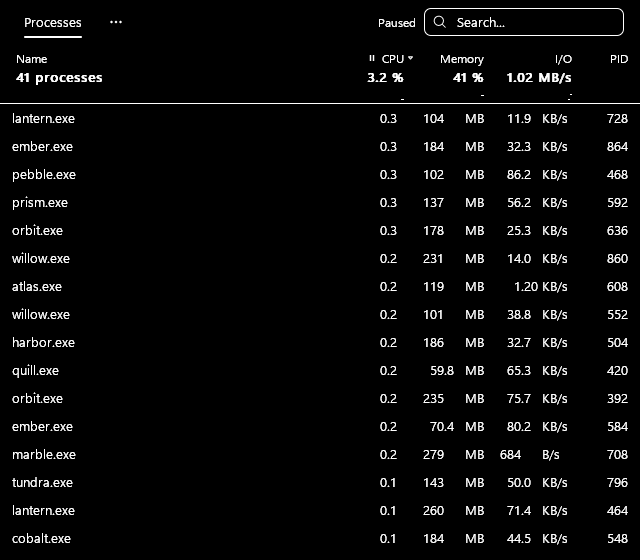 Processes ··· Paused Search...
Name CPU Memory I/O PID
41 processes 3.2 % 41 % 1.02 MB/s
lantern.exe 0.3 104 MB 11.9 KB/s 728
ember.exe 0.3 184 MB 32.3 KB/s 864
pebble.exe 0.3 102 MB 86.2 KB/s 468
prism.exe 0.3 137 MB 56.2 KB/s 592
orbit.exe 0.3 178 MB 25.3 KB/s 636
willow.exe 0.2 231 MB 14.0 KB/s 860
atlas.exe 0.2 119 MB 1.20 KB/s 608
willow.exe 0.2 101 MB 38.8 KB/s 552
harbor.exe 0.2 186 MB 32.7 KB/s 504
quill.exe 0.2 59.8 MB 65.3 KB/s 420
orbit.exe 0.2 235 MB 75.7 KB/s 392
ember.exe 0.2 70.4 MB 80.2 KB/s 584
marble.exe 0.2 279 MB 684 B/s 708
tundra.exe 0.1 143 MB 50.0 KB/s 796
lantern.exe 0.1 260 MB 71.4 KB/s 464
cobalt.exe 0.1 184 MB 44.5 KB/s 548